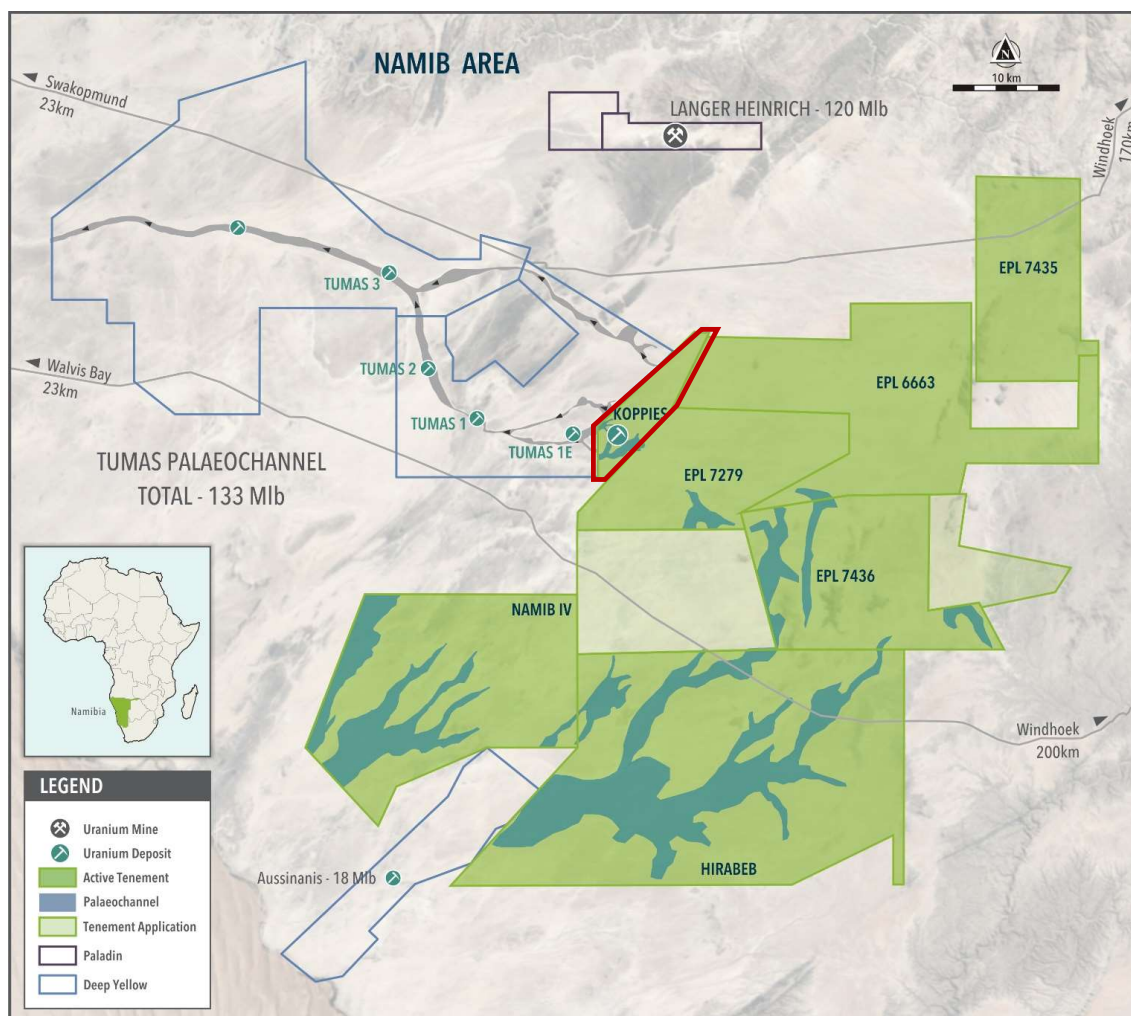 NAMIB AREA
N
10 km
Swakopmund
23km
LANGER HEINRICH - 120 Mlb
Windhoek
170km
EPL 7435
TUMAS 3
Walvis Bay
23km
TUMAS 2
EPL 6663
TUMAS 1
KOPPIES
TUMAS 1E
TUMAS PALAEOCHANNEL
TOTAL - 133 Mlb
EPL 7279
EPL 7436
NAMIB IV
Namibia
Windhoek
200km
LEGEND
Uranium Mine
Uranium Deposit
Active Tenement
Palaeochannel
Tenement Application
Paladin
Deep Yellow
Aussinanis - 18 Mlb
HIRABEB